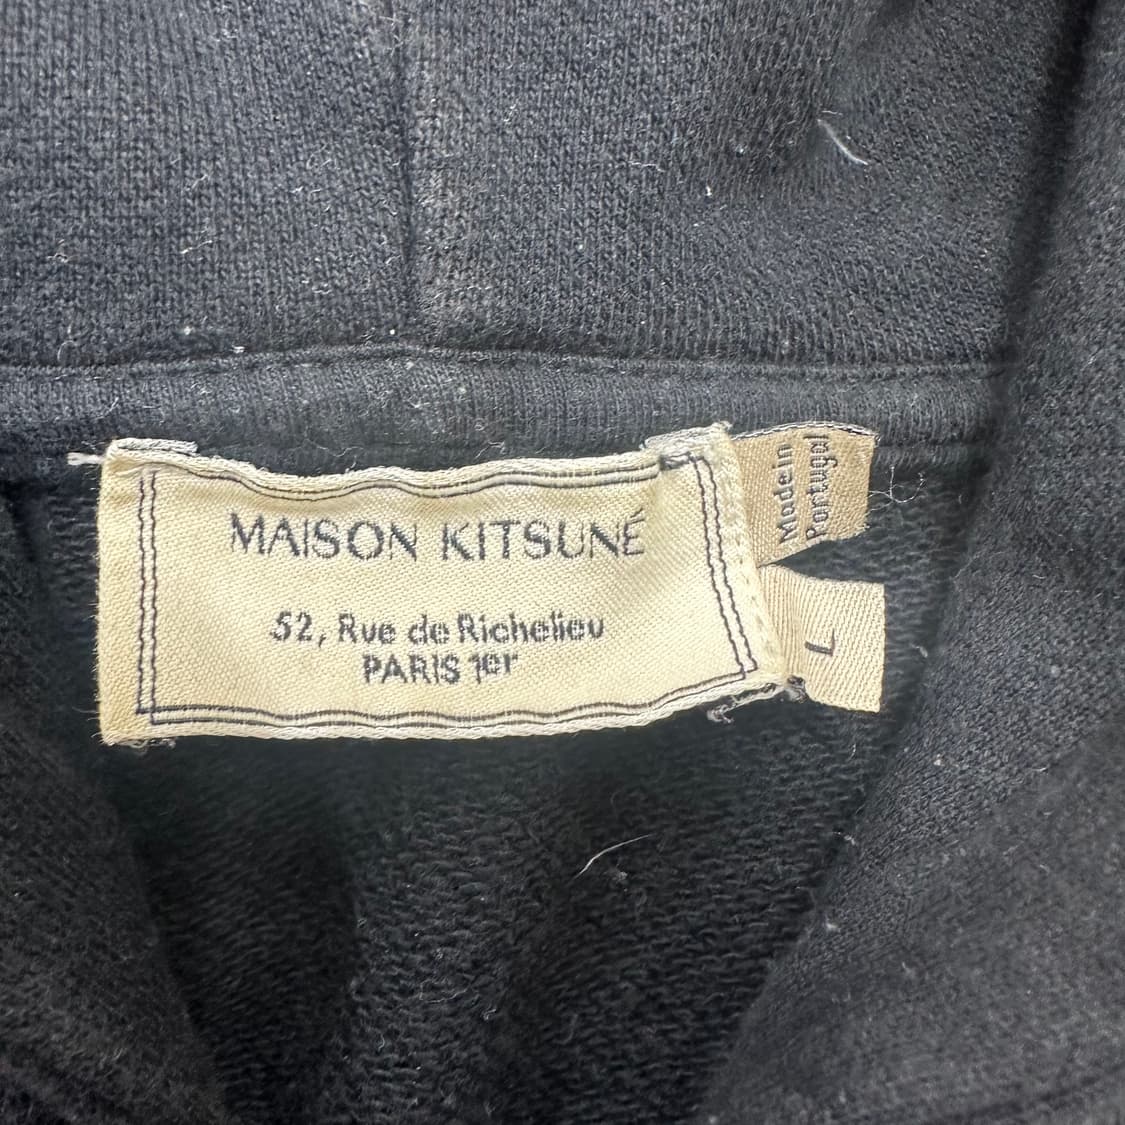 MAISON KITSUNÉ
52, Rue de Richelieu
PARIS 1er
Made in
Portugal
L